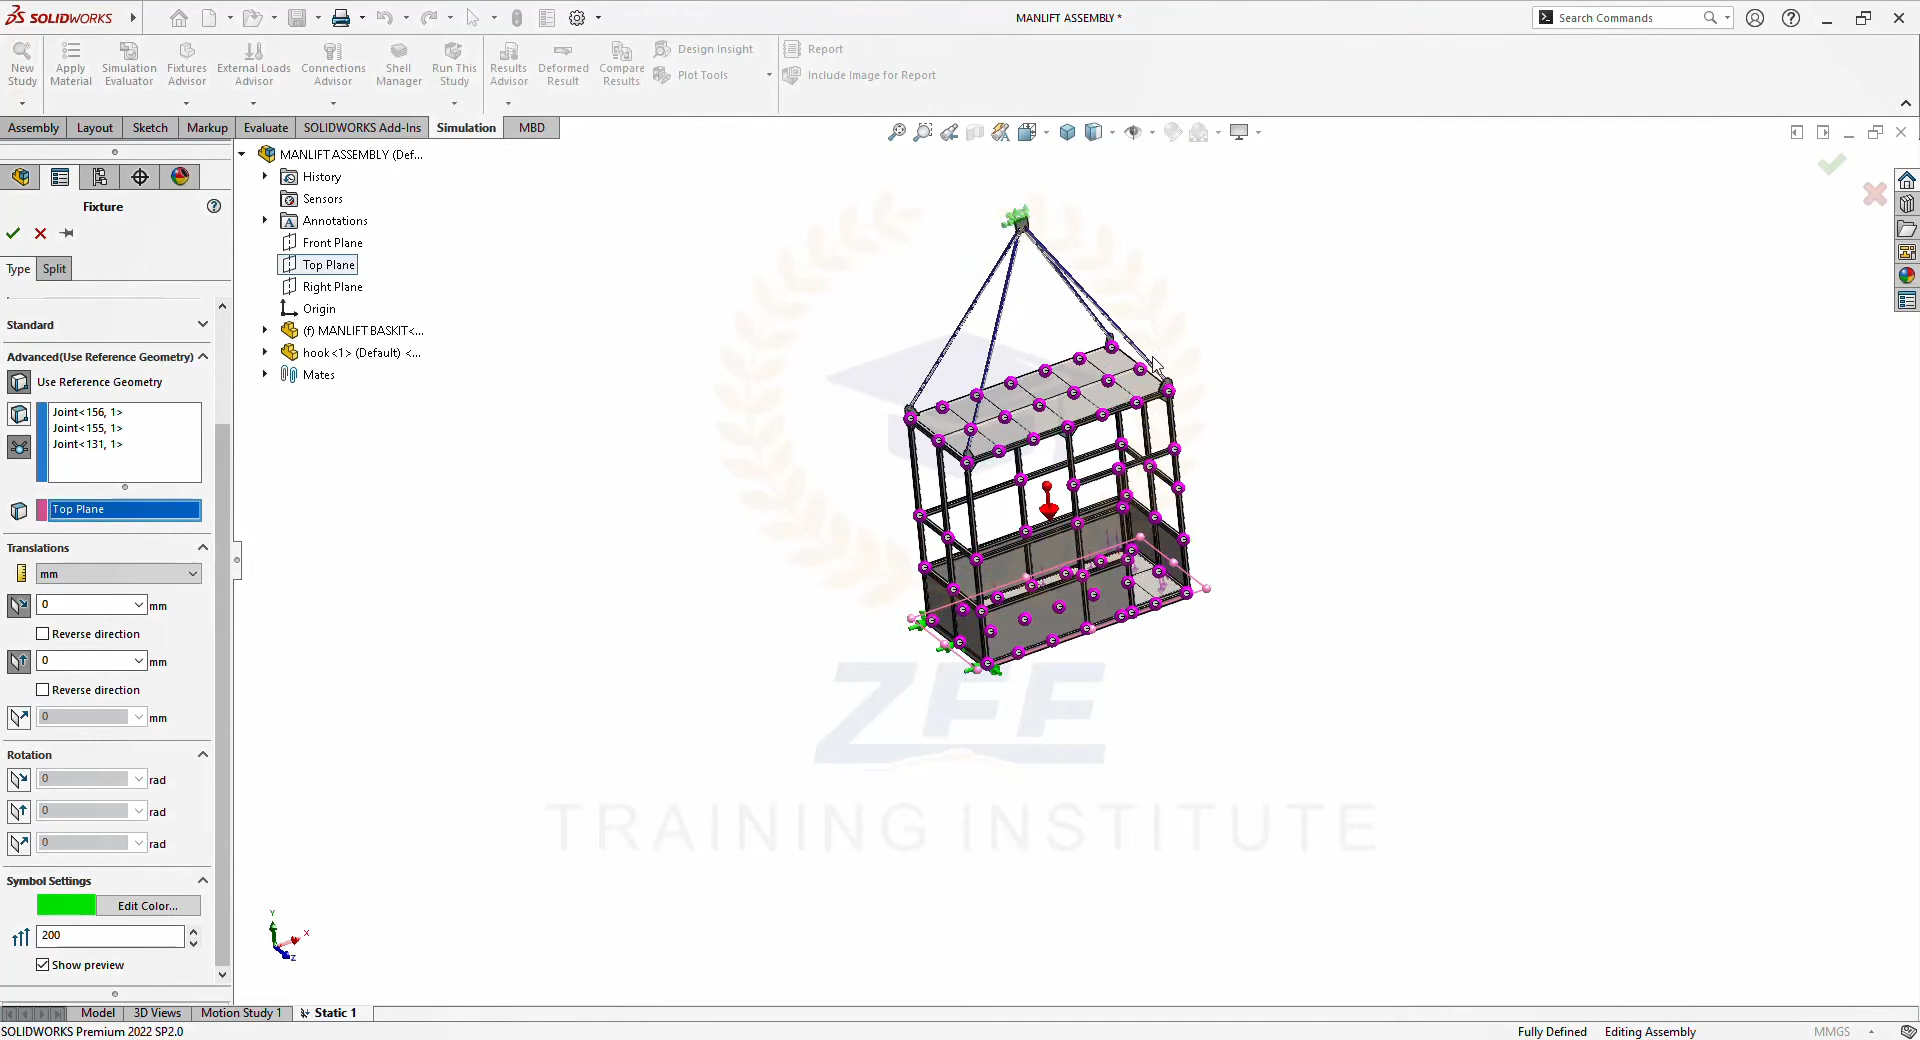 SOLIDWORKS
MANLIFT ASSEMBLY *
Search Commands
New Study
Apply Material
Simulation Evaluator
Fixtures Advisor
External Loads Advisor
Connections Advisor
Shell Manager
Run This Study
Results Advisor
Deformed Result
Compare Results
Design Insight
Plot Tools
Report
Include Image for Report
Assembly
Layout
Sketch
Markup
Evaluate
SOLIDWORKS Add-Ins
Simulation
MBD
MANLIFT ASSEMBLY (Def...
History
Sensors
Annotations
Front Plane
Top Plane
Right Plane
Origin
(f) MANLIFT BASKIT<...
hook<1> (Default) <...
Mates
Fixture
Type
Split
Standard
Advanced(Use Reference Geometry)
Use Reference Geometry
Joint<156, 1>
Joint<155, 1>
Joint<131, 1>
Top Plane
Translations
mm
0 mm
Reverse direction
0 mm
Reverse direction
0 mm
Rotation
0 rad
0 rad
0 rad
Symbol Settings
Edit Color...
200
Show preview
ZFE
TRAINING INSTITUTE
Y
X
Z
Model
3D Views
Motion Study 1
Static 1
SOLIDWORKS Premium 2022 SP2.0
Fully Defined
Editing Assembly
MMGS